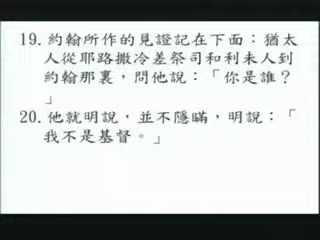 19.約翰所作的見證記在下面：猶太
人從耶路撒冷差祭司和利未人到
約翰那裏，問他說：「你是誰？
」
20.他就明說，並不隱瞞，明說：「
我不是基督。」